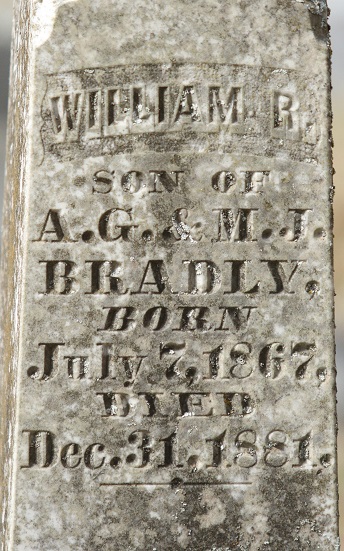 WILLIAM R.
SON OF
A.G. & M.J.
BRADLY,
BORN
July 7, 1867,
DIED
Dec. 31, 1881.